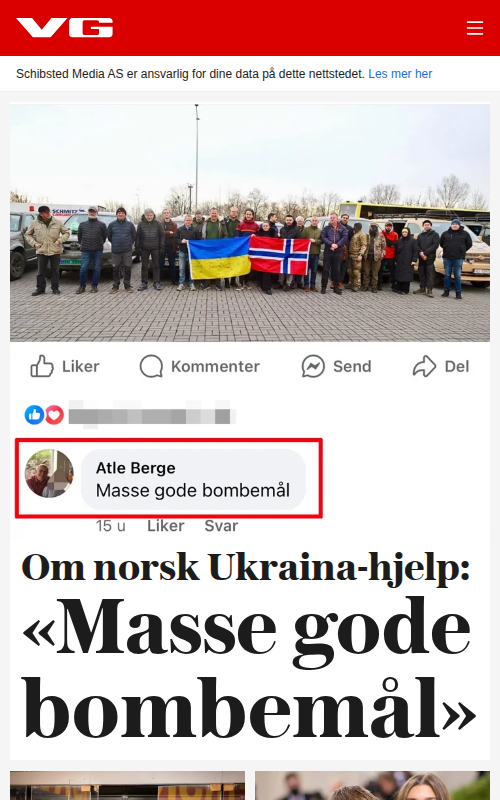 VG
Schibsted Media AS er ansvarlig for dine data på dette nettstedet. Les mer her
SCHMITZ
Liker Kommenter Send Del
Atle Berge
Masse gode bombemål
15 u Liker Svar
Om norsk Ukraina-hjelp:
«Masse gode
bombemål»